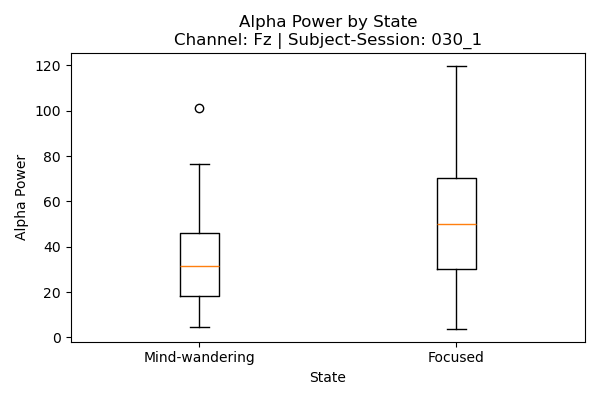 Alpha Power by State
Channel: Fz | Subject-Session: 030_1
120
100
80
60
40
20
0
Alpha Power
Mind-wandering
Focused
State